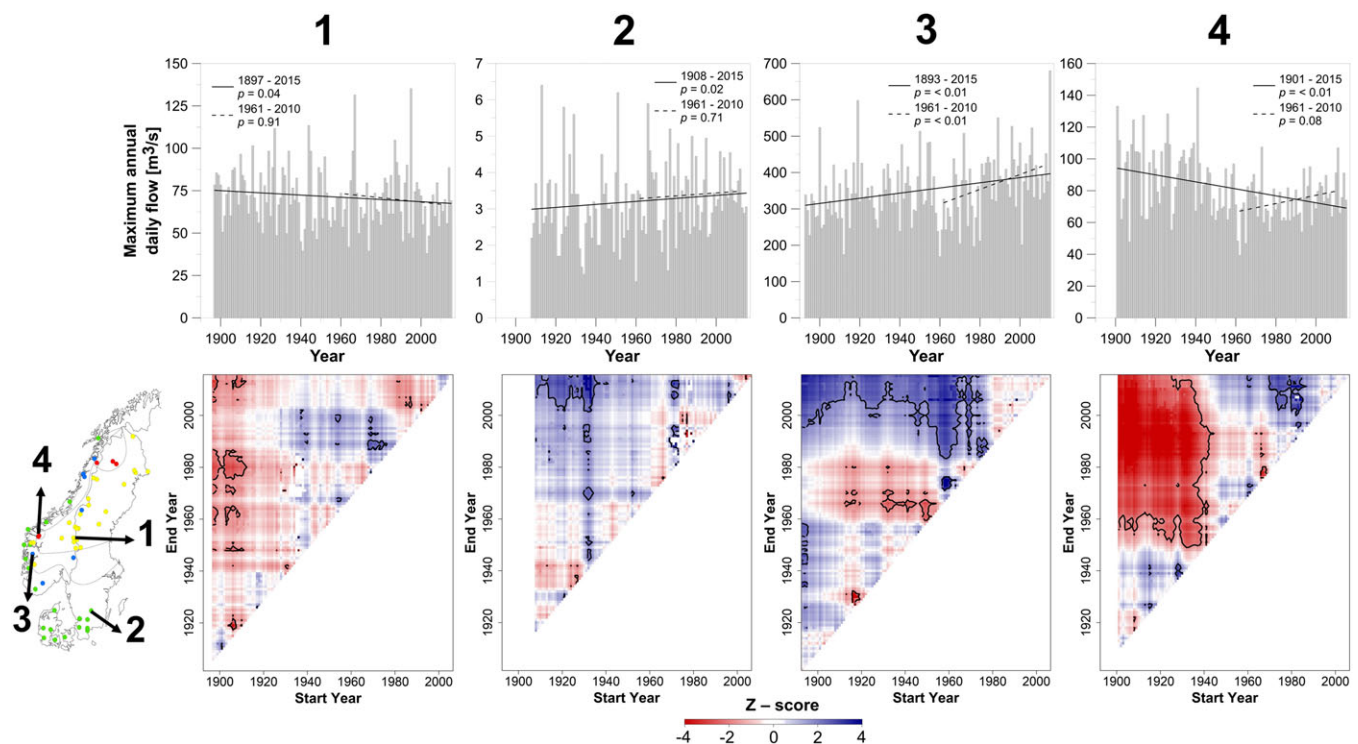 1 2 3 4
Maximum annual
daily flow [m3/s]
150
125
100
75
50
25
0
1897 - 2015
p = 0.04
1961 - 2010
p = 0.91
1900 1920 1940 1960 1980 2000
Year
7
6
5
4
3
2
1
0
1908 - 2015
p = 0.02
1961 - 2010
p = 0.71
1900 1920 1940 1960 1980 2000
Year
700
600
500
400
300
200
100
0
1893 - 2015
p = < 0.01
1961 - 2010
p = < 0.01
1900 1920 1940 1960 1980 2000
Year
160
140
120
100
80
60
40
20
0
1901 - 2015
p = < 0.01
1961 - 2010
p = 0.08
1900 1920 1940 1960 1980 2000
Year
4
1
3
2
End Year
2000
1980
1960
1940
1920
1900 1920 1940 1960 1980 2000
Start Year
End Year
2000
1980
1960
1940
1920
1900 1920 1940 1960 1980 2000
Start Year
End Year
2000
1980
1960
1940
1920
1900 1920 1940 1960 1980 2000
Start Year
End Year
2000
1980
1960
1940
1920
1900 1920 1940 1960 1980 2000
Start Year
Z – score
-4 -2 0 2 4